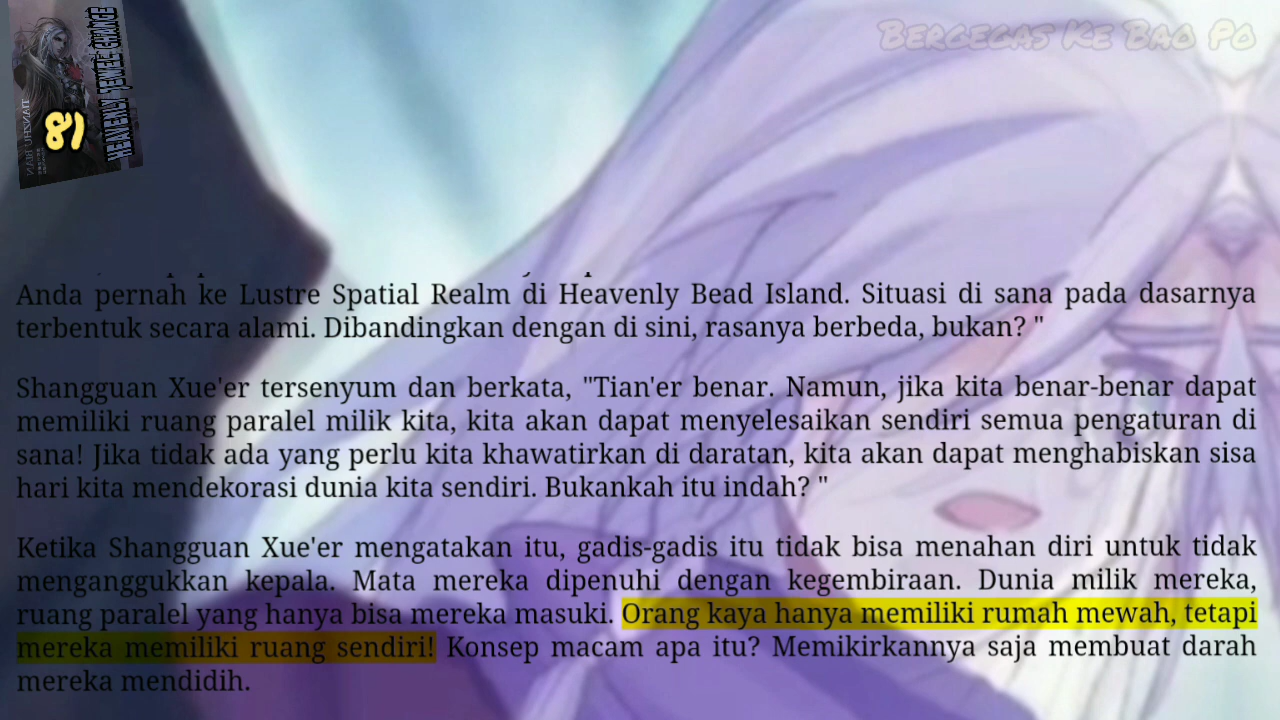 Bergegas Ke Bao Po
HEAVENLY JEWEL CHANGE
81
Anda pernah ke Lustre Spatial Realm di Heavenly Bead Island. Situasi di sana pada dasarnya
terbentuk secara alami. Dibandingkan dengan di sini, rasanya berbeda, bukan? "
Shangguan Xue'er tersenyum dan berkata, "Tian'er benar. Namun, jika kita benar-benar dapat
memiliki ruang paralel milik kita, kita akan dapat menyelesaikan sendiri semua pengaturan di
sana! Jika tidak ada yang perlu kita khawatirkan di daratan, kita akan dapat menghabiskan sisa
hari kita mendekorasi dunia kita sendiri. Bukankah itu indah? "
Ketika Shangguan Xue'er mengatakan itu, gadis-gadis itu tidak bisa menahan diri untuk tidak
menganggukkan kepala. Mata mereka dipenuhi dengan kegembiraan. Dunia milik mereka,
ruang paralel yang hanya bisa mereka masuki. Orang kaya hanya memiliki rumah mewah, tetapi
mereka memiliki ruang sendiri! Konsep macam apa itu? Memikirkannya saja membuat darah
mereka mendidih.